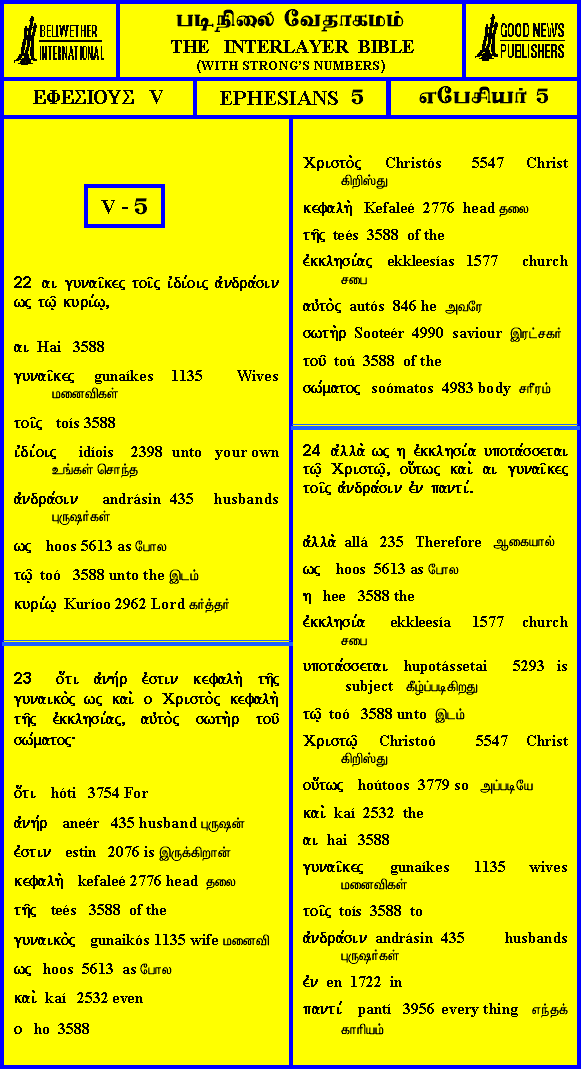 BELLWETHER
INTERNATIONAL
படிநிலை வேதாகமம்
THE INTERLAYER BIBLE
(WITH STRONG'S NUMBERS)
GOOD NEWS
PUBLISHERS
ΕΦΕΣΙΟΥΣ V
EPHESIANS 5
எபேசியர் 5
V - 5
22 αι γυναῖκες τοῖς ἰδίοις ἀνδράσιν
ως τῷ κυρίῳ,
αι Hai 3588
γυναῖκες gunaíkes 1135 Wives
மனைவிகள்
τοῖς toís 3588
ἰδίοις idíois 2398 unto your own
உங்கள் சொந்த
ἀνδράσιν andrásin 435 husbands
புருஷர்கள்
ως hoos 5613 as போல
τῷ toó 3588 unto the இடம்
κυρίῳ Kuríoo 2962 Lord கர்த்தர்
23 ὅτι ἀνήρ ἐστιν κεφαλὴ τῆς
γυναικὸς ως καὶ ο Χριστὸς κεφαλὴ
τῆς ἐκκλησίας, αὐτὸς σωτὴρ τοῦ
σώματος·
ὅτι hóti 3754 For
ἀνήρ aneér 435 husband புருஷன்
ἐστιν estin 2076 is இருக்கிறான்
κεφαλὴ kefaleé 2776 head தலை
τῆς teés 3588 of the
γυναικὸς gunaikós 1135 wife மனைவி
ως hoos 5613 as போல
καὶ kaí 2532 even
ο ho 3588
Χριστὸς Christós 5547 Christ
கிறிஸ்து
κεφαλὴ Kefaleé 2776 head தலை
τῆς teés 3588 of the
ἐκκλησίας ekkleesías 1577 church
சபை
αὐτὸς autós 846 he அவரே
σωτὴρ Sooteér 4990 saviour இரட்சகர்
τοῦ toú 3588 of the
σώματος soómatos 4983 body சரீரம்
24 ἀλλὰ ως η ἐκκλησία υποτάσσεται
τῷ Χριστῷ, οὕτως καὶ αι γυναῖκες
τοῖς ἀνδράσιν ἐν παντί.
ἀλλὰ allá 235 Therefore ஆகையால்
ως hoos 5613 as போல
η hee 3588 the
ἐκκλησία ekkleesía 1577 church
சபை
υποτάσσεται hupotássetai 5293 is
subject கீழ்ப்படிகிறது
τῷ toó 3588 unto இடம்
Χριστῷ Christoó 5547 Christ
கிறிஸ்து
οὕτως hoútoos 3779 so அப்படியே
καὶ kaí 2532 the
αι hai 3588
γυναῖκες gunaíkes 1135 wives
மனைவிகள்
τοῖς toís 3588 to
ἀνδράσιν andrásin 435 husbands
புருஷர்கள்
ἐν en 1722 in
παντί pantí 3956 every thing எந்தக்
காரியம்